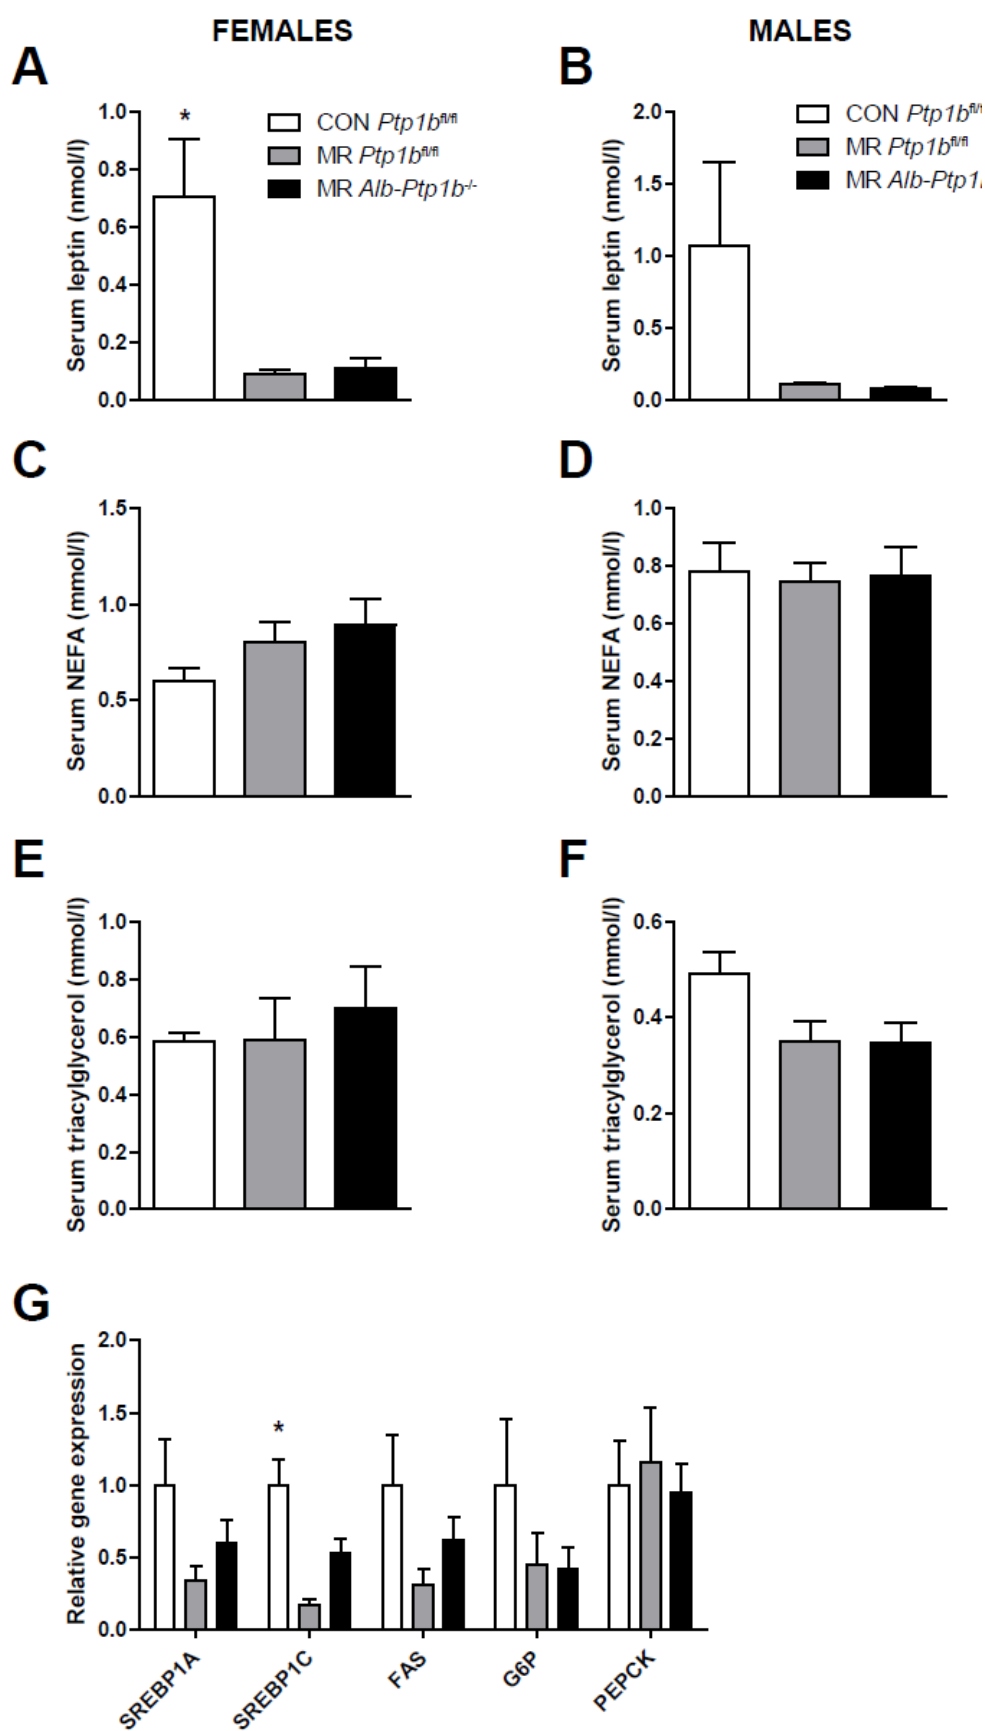 FEMALES
MALES
A
B
Serum leptin (nmol/l)
1.0
0.8
0.6
0.4
0.2
0.0
*
CON Ptp1bfl/fl
MR Ptp1bfl/fl
MR Alb-Ptp1b-/-
Serum leptin (nmol/l)
2.0
1.5
1.0
0.5
0.0
CON Ptp1bfl/f
MR Ptp1bfl/fl
MR Alb-Ptp1
C
D
Serum NEFA (mmol/l)
1.5
1.0
0.5
0.0
Serum NEFA (mmol/l)
1.0
0.8
0.6
0.4
0.2
0.0
E
F
Serum triacylglycerol (mmol/l)
1.0
0.8
0.6
0.4
0.2
0.0
Serum triacylglycerol (mmol/l)
0.6
0.4
0.2
0.0
G
Relative gene expression
2.0
1.5
1.0
0.5
0.0
*
SREBP1A
SREBP1C
FAS
G6P
PEPCK